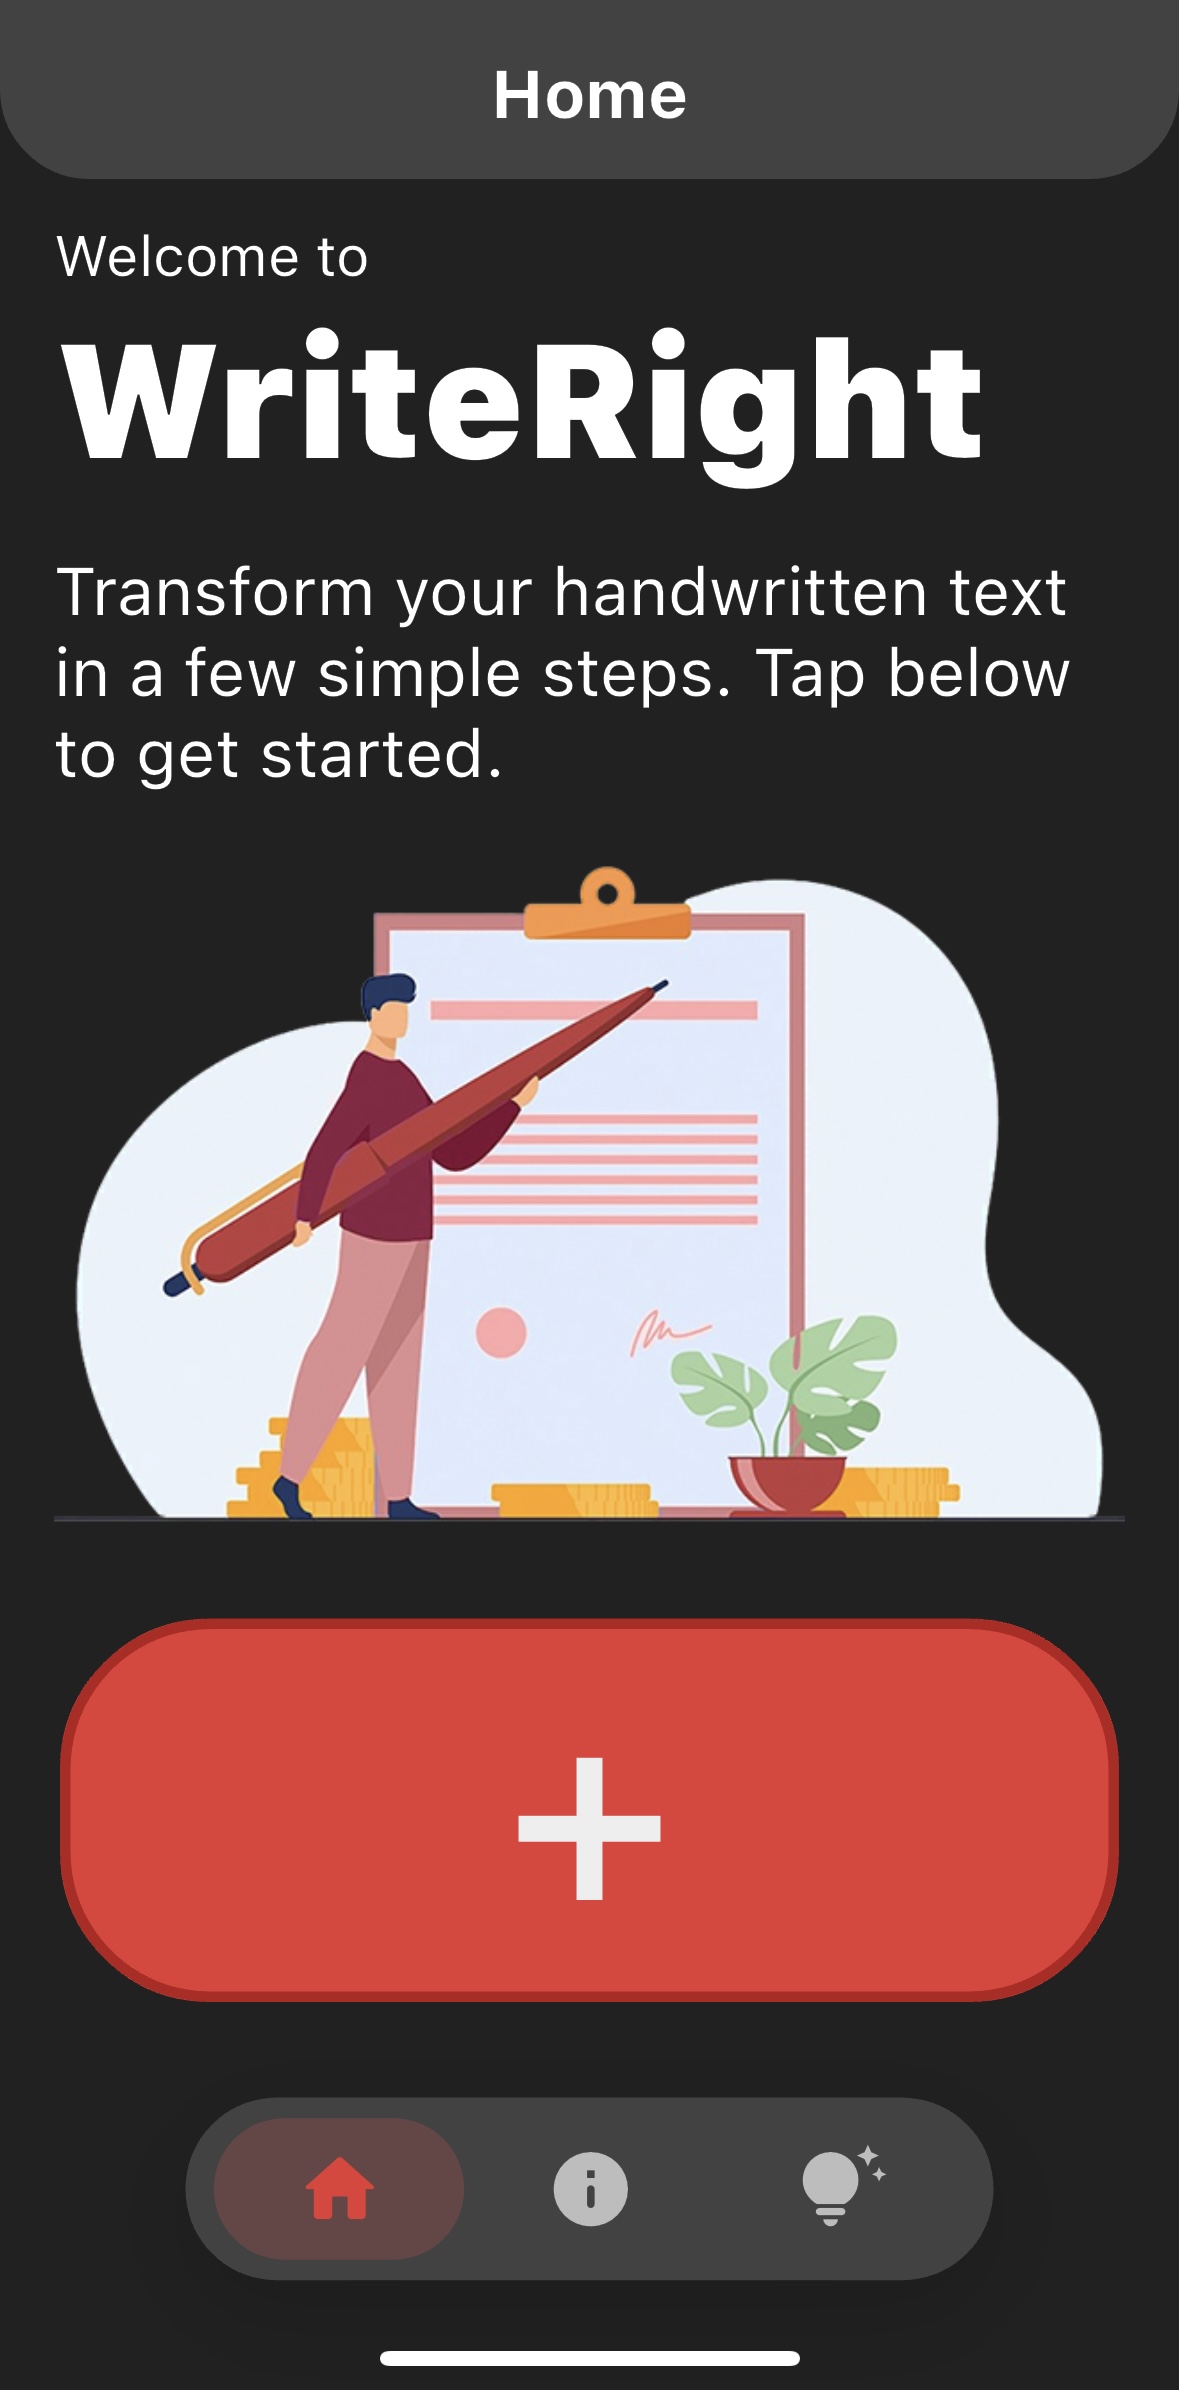 Home
Welcome to
WriteRight
Transform your handwritten text
in a few simple steps. Tap below
to get started.